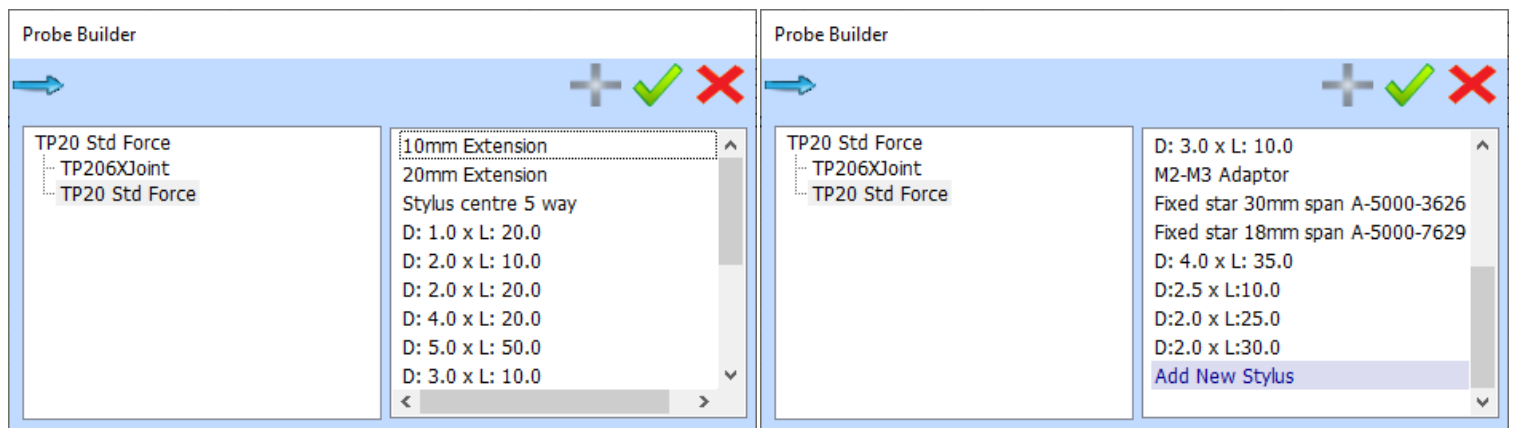 Probe Builder
TP20 Std Force
TP206XJoint
TP20 Std Force
10mm Extension
20mm Extension
Stylus centre 5 way
D: 1.0 x L: 20.0
D: 2.0 x L: 10.0
D: 2.0 x L: 20.0
D: 4.0 x L: 20.0
D: 5.0 x L: 50.0
D: 3.0 x L: 10.0
Probe Builder
TP20 Std Force
TP206XJoint
TP20 Std Force
D: 3.0 x L: 10.0
M2-M3 Adaptor
Fixed star 30mm span A-5000-3626
Fixed star 18mm span A-5000-7629
D: 4.0 x L: 35.0
D:2.5 x L:10.0
D:2.0 x L:25.0
D:2.0 x L:30.0
Add New Stylus